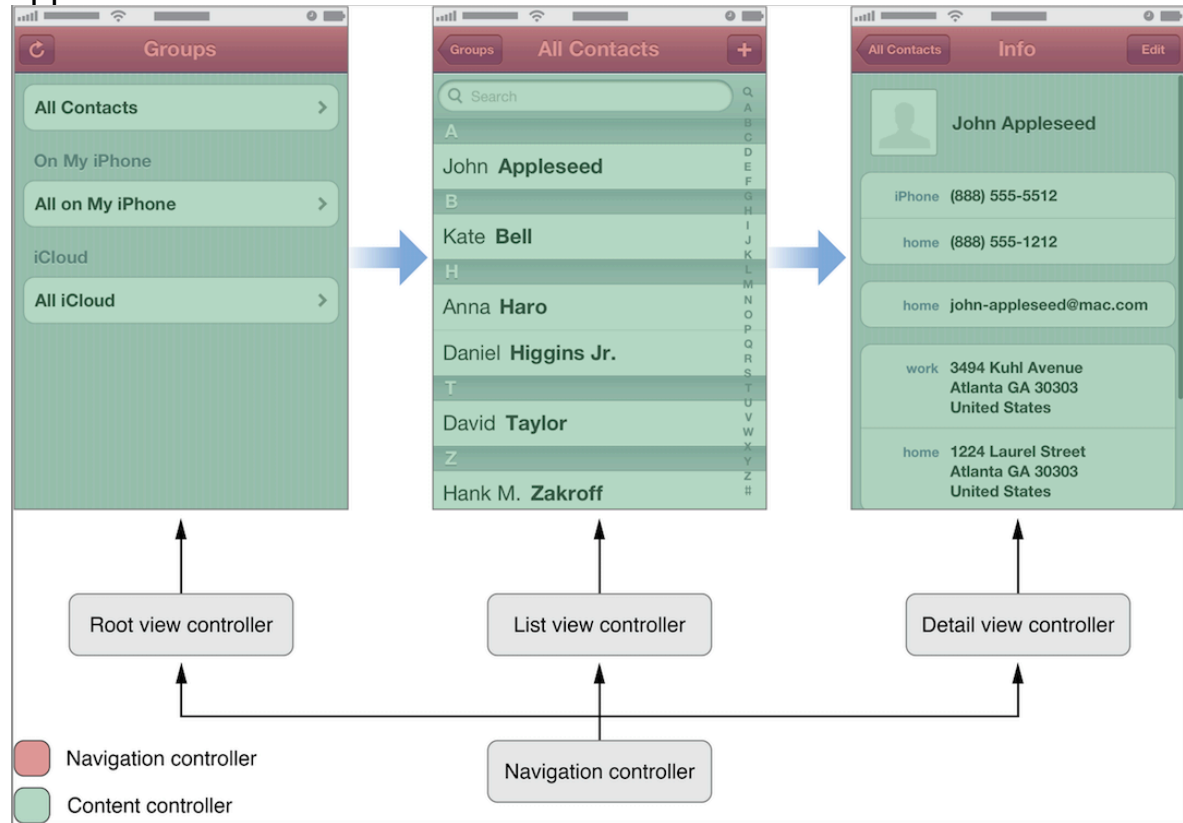 Groups
All Contacts
On My iPhone
All on My iPhone
iCloud
All iCloud
Groups
All Contacts
+
Search
A
John Appleseed
B
Kate Bell
H
Anna Haro
Daniel Higgins Jr.
T
David Taylor
Z
Hank M. Zakroff
A
B
C
D
E
F
G
H
I
J
K
L
M
N
O
P
Q
R
S
T
U
V
W
X
Y
Z
#
All Contacts
Info
Edit
John Appleseed
iPhone (888) 555-5512
home (888) 555-1212
home john-appleseed@mac.com
work 3494 Kuhl Avenue
Atlanta GA 30303
United States
home 1224 Laurel Street
Atlanta GA 30303
United States
Root view controller
List view controller
Detail view controller
Navigation controller
Navigation controller
Content controller